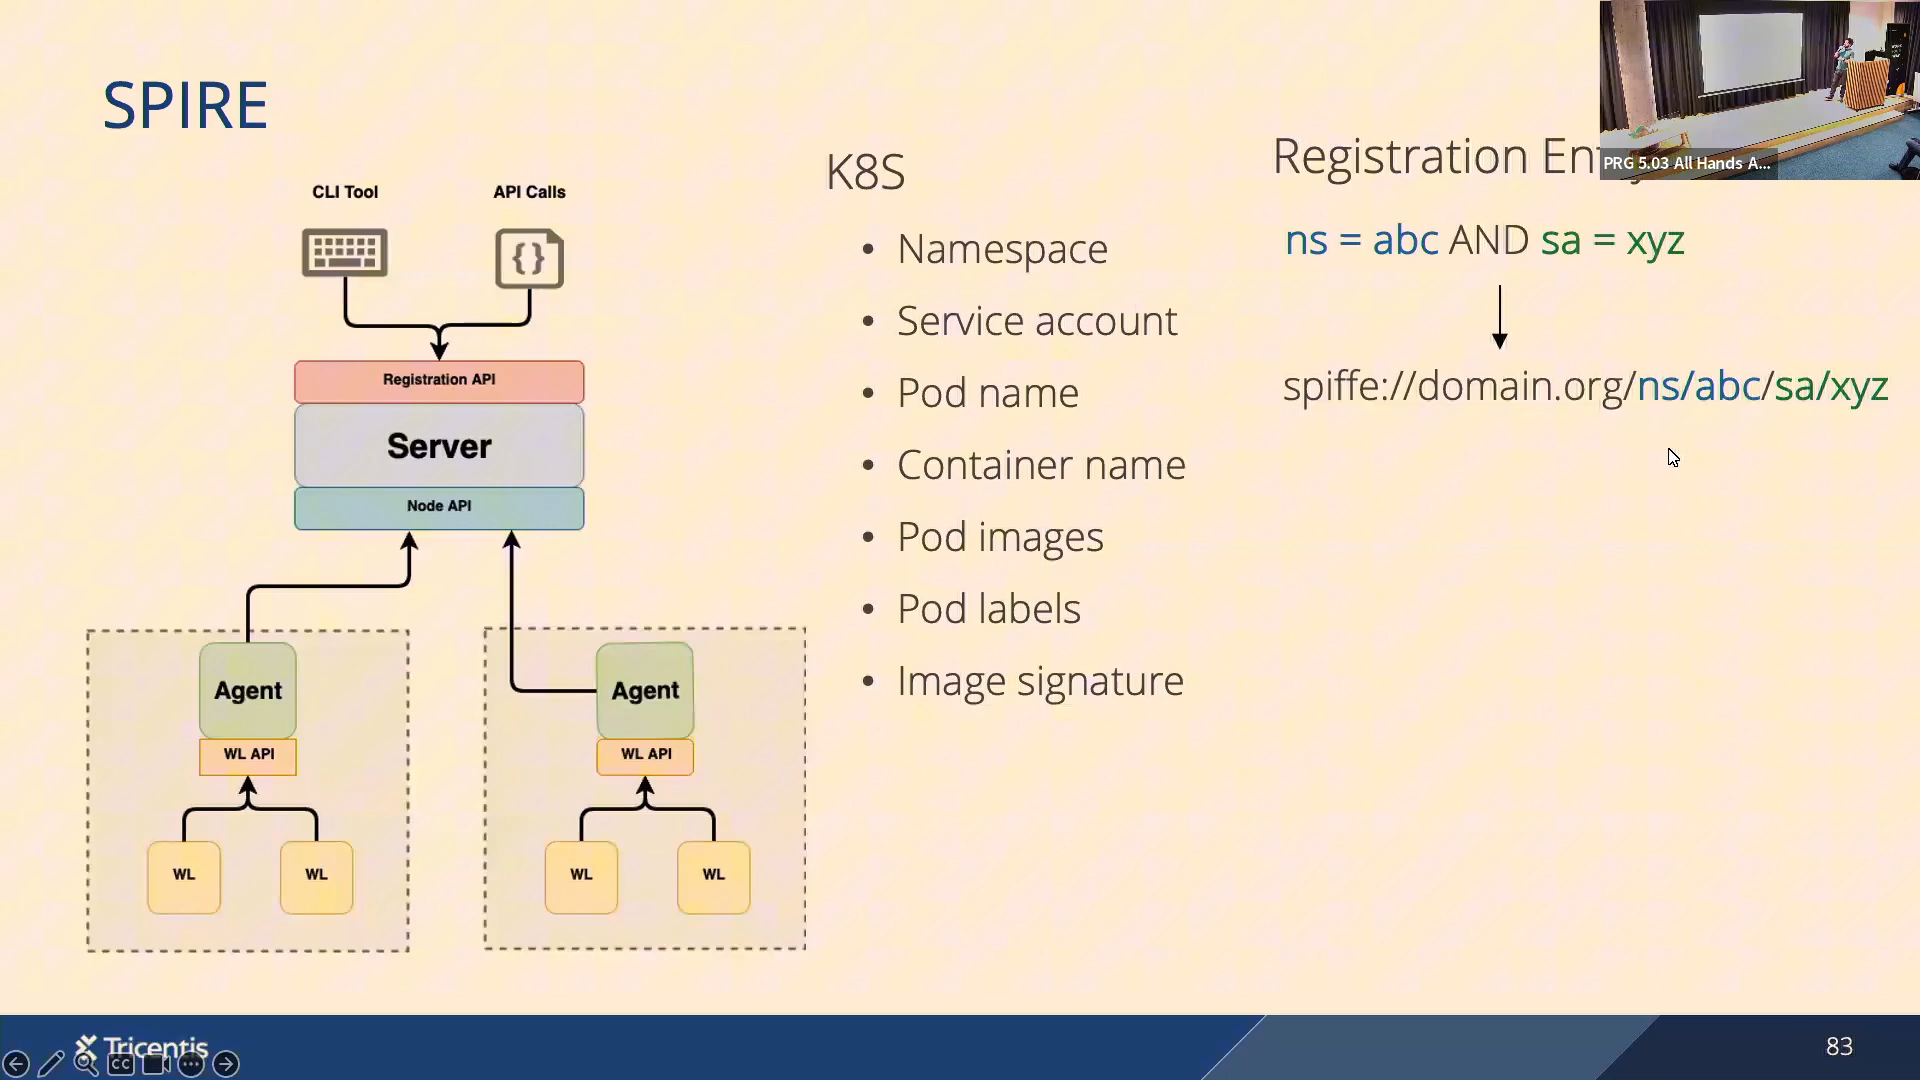 SPIRE
CLI Tool
API Calls
{}
Registration API
Server
Node API
Agent
WL API
WL
WL
Agent
WL API
WL
WL
K8S
• Namespace
• Service account
• Pod name
• Container name
• Pod images
• Pod labels
• Image signature
Registration
ns = abc AND sa = xyz
spiffe://domain.org/ns/abc/sa/xyz
PRG 5.03 All Hands A...
Tricentis
CC
83